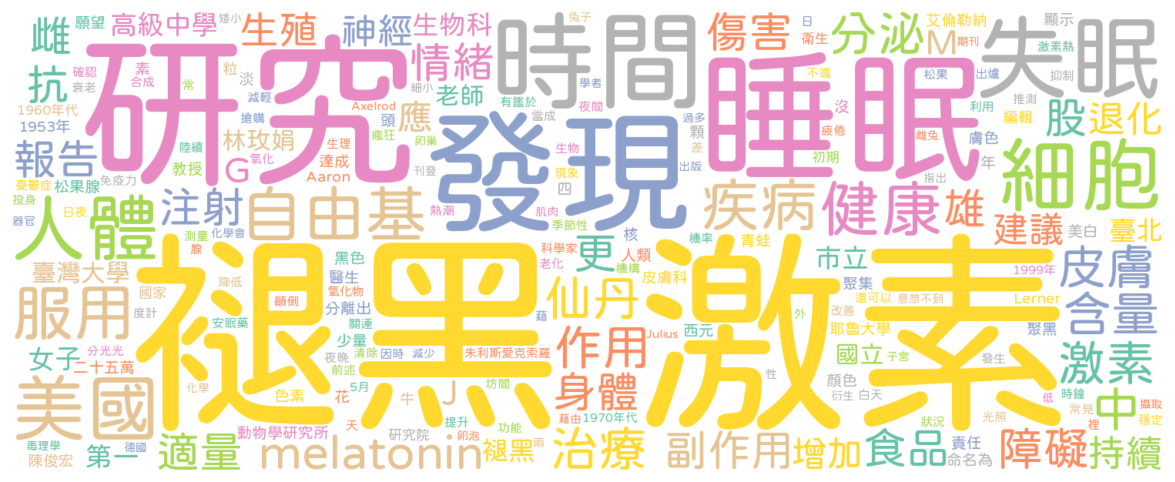 褪黑激素
研究
發現
睡眠
時間
失眠
細胞
自由基
健康
疾病
人體
美國
服用
仙丹
皮膚
含量
melatonin
副作用
治療
障礙
食品
增加
持續
適量
注射
報告
雌
抗
高級中學
生殖
神經
生物科
情緒
老師
應
傷害
分泌
M
艾倫勒納
股
退化
雄
建議
臺北
激素
中
更
作用
身體
市立
國立
J
G
林玫娟
Aaron
Axelrod
臺灣大學
女子
第一
陳俊宏
毒理學
德國
動物學研究所
研究院
褪黑
兩
責任
命名為
耶魯大學
Julius
朱利斯愛克索羅
西元
聚集
聚黑
Lerner
1999年
1953年
1960年代
1970年代
願望
矮小
確認
衰老
素
合成
常
粒
淡
減輕
搶購
陸續
教授
氧化
生理
達成
頭
瘋狂
卵巢
刊登
細小
兔子
學者
有鑑於
當成
夜間
生物
現象
四
出版
過多
顆
差
沒
疲倦
不適
日
衛生
期刊
松果
出爐
雌兔
初期
利用
推測
編輯
膚色
年
指出
顯示
激素熱
抑制
美白
憂鬱症
免疫力
松果腺
投身
器官
日夜
測量
化學會
腺
熱潮
肌肉
季節性
核
科學家
老化
人類
機構
機率
青蛙
皮膚科
黑色
醫生
氧化物
分離出
顛倒
降低
國家
度計
安眠藥
關連
藉
少量
夜晚
清除
因時
減少
前述
5月
坊間
分光光
二十五萬
化學
色素
花
天
牛
提升
卵泡
功能
藉由
外
改善
還可以
意想不到
子宮
發生
顏色
衍生
白天
性
時鐘
低
常見
攝取
穩定
狀況
光照
裡